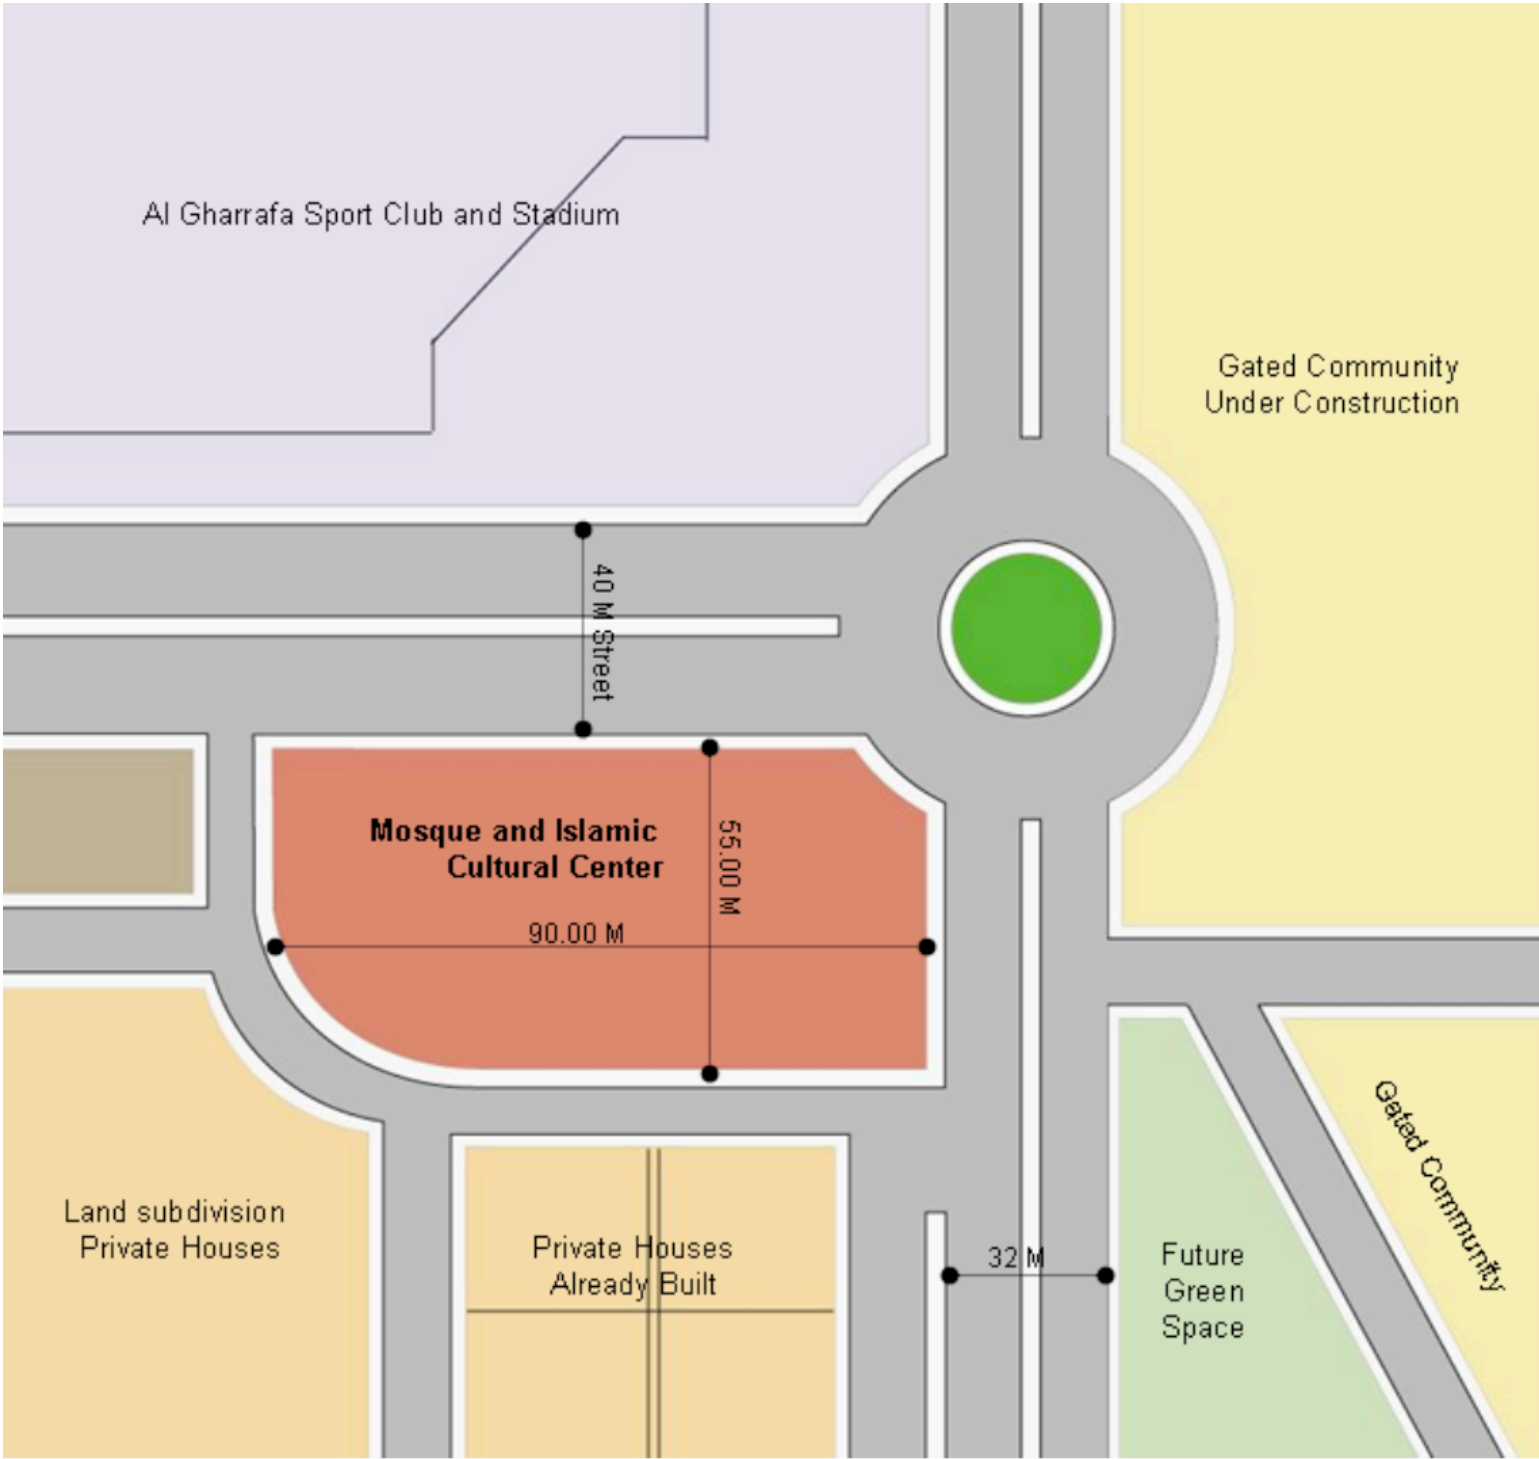 Al Gharrafa Sport Club and Stadium
Gated Community
Under Construction
40 M Street
Mosque and Islamic
Cultural Center
55.00 M
90.00 M
Land subdivision
Private Houses
Private Houses
Already Built
32 M
Future
Green
Space
Gated Community